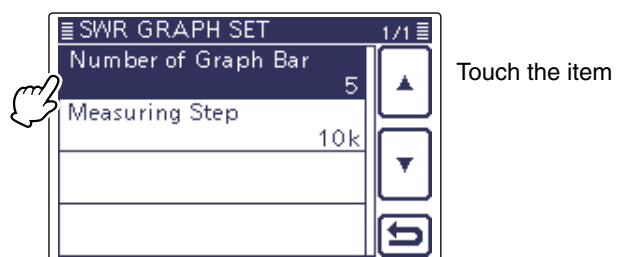 SWR GRAPH SET 1/1
Number of Graph Bar
5
Touch the item
Measuring Step
10k